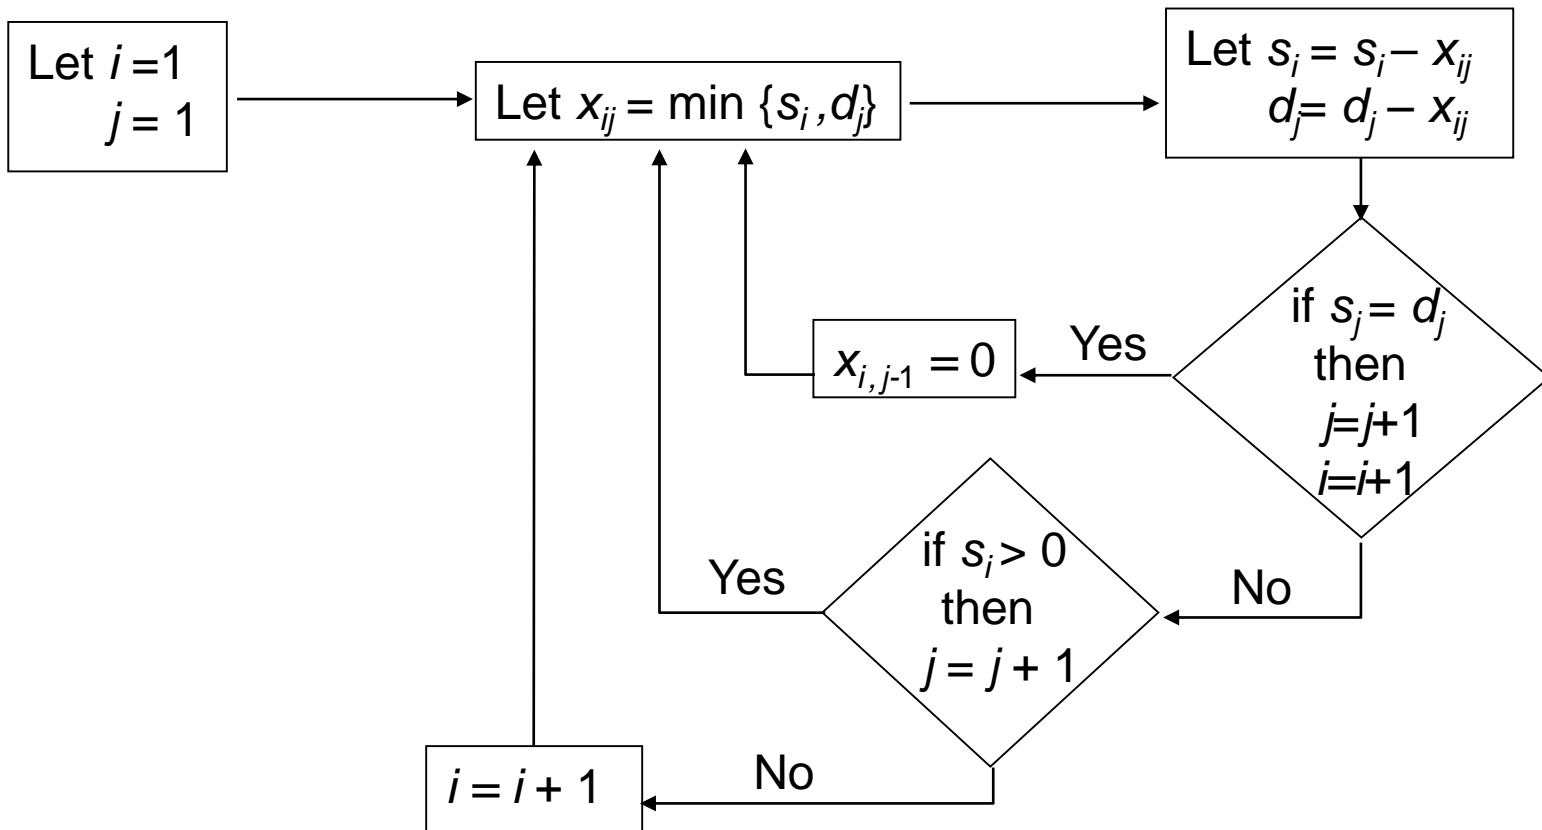 Let i =1
j = 1
Let xᵢⱼ = min {sᵢ ,dⱼ}
Let sᵢ = sᵢ – xᵢⱼ
dⱼ= dⱼ – xᵢⱼ
if sⱼ = dⱼ
then
j=j+1
i=i+1
Yes
x_{i, j-1} = 0
No
if sᵢ > 0
then
j = j + 1
Yes
No
i = i + 1